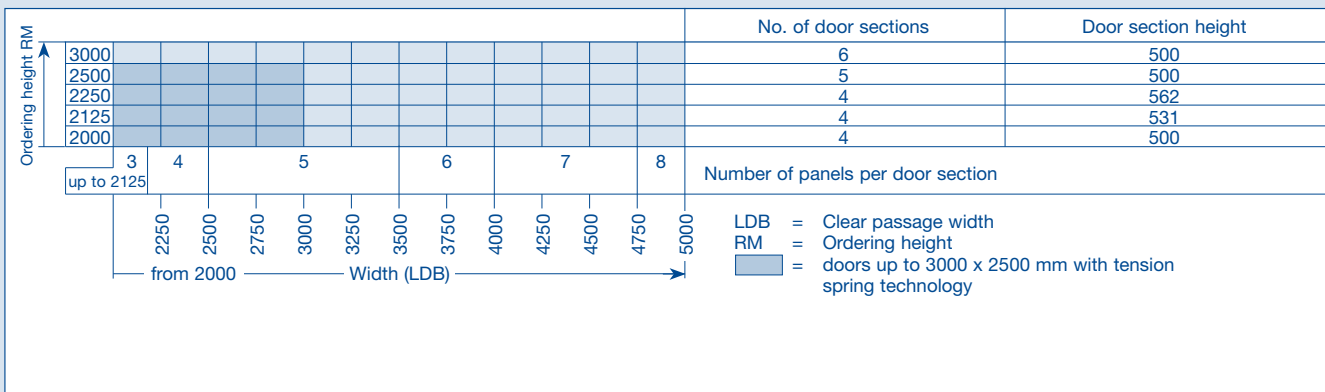 No. of door sections Door section height
Ordering height RM
3000 6 500
2500 5 500
2250 4 562
2125 4 531
2000 4 500
3 4 5 6 7 8 Number of panels per door section
up to 2125
2250 2500 2750 3000 3250 3500 3750 4000 4250 4500 4750 5000
from 2000 Width (LDB)
LDB = Clear passage width
RM = Ordering height
= doors up to 3000 x 2500 mm with tension
spring technology